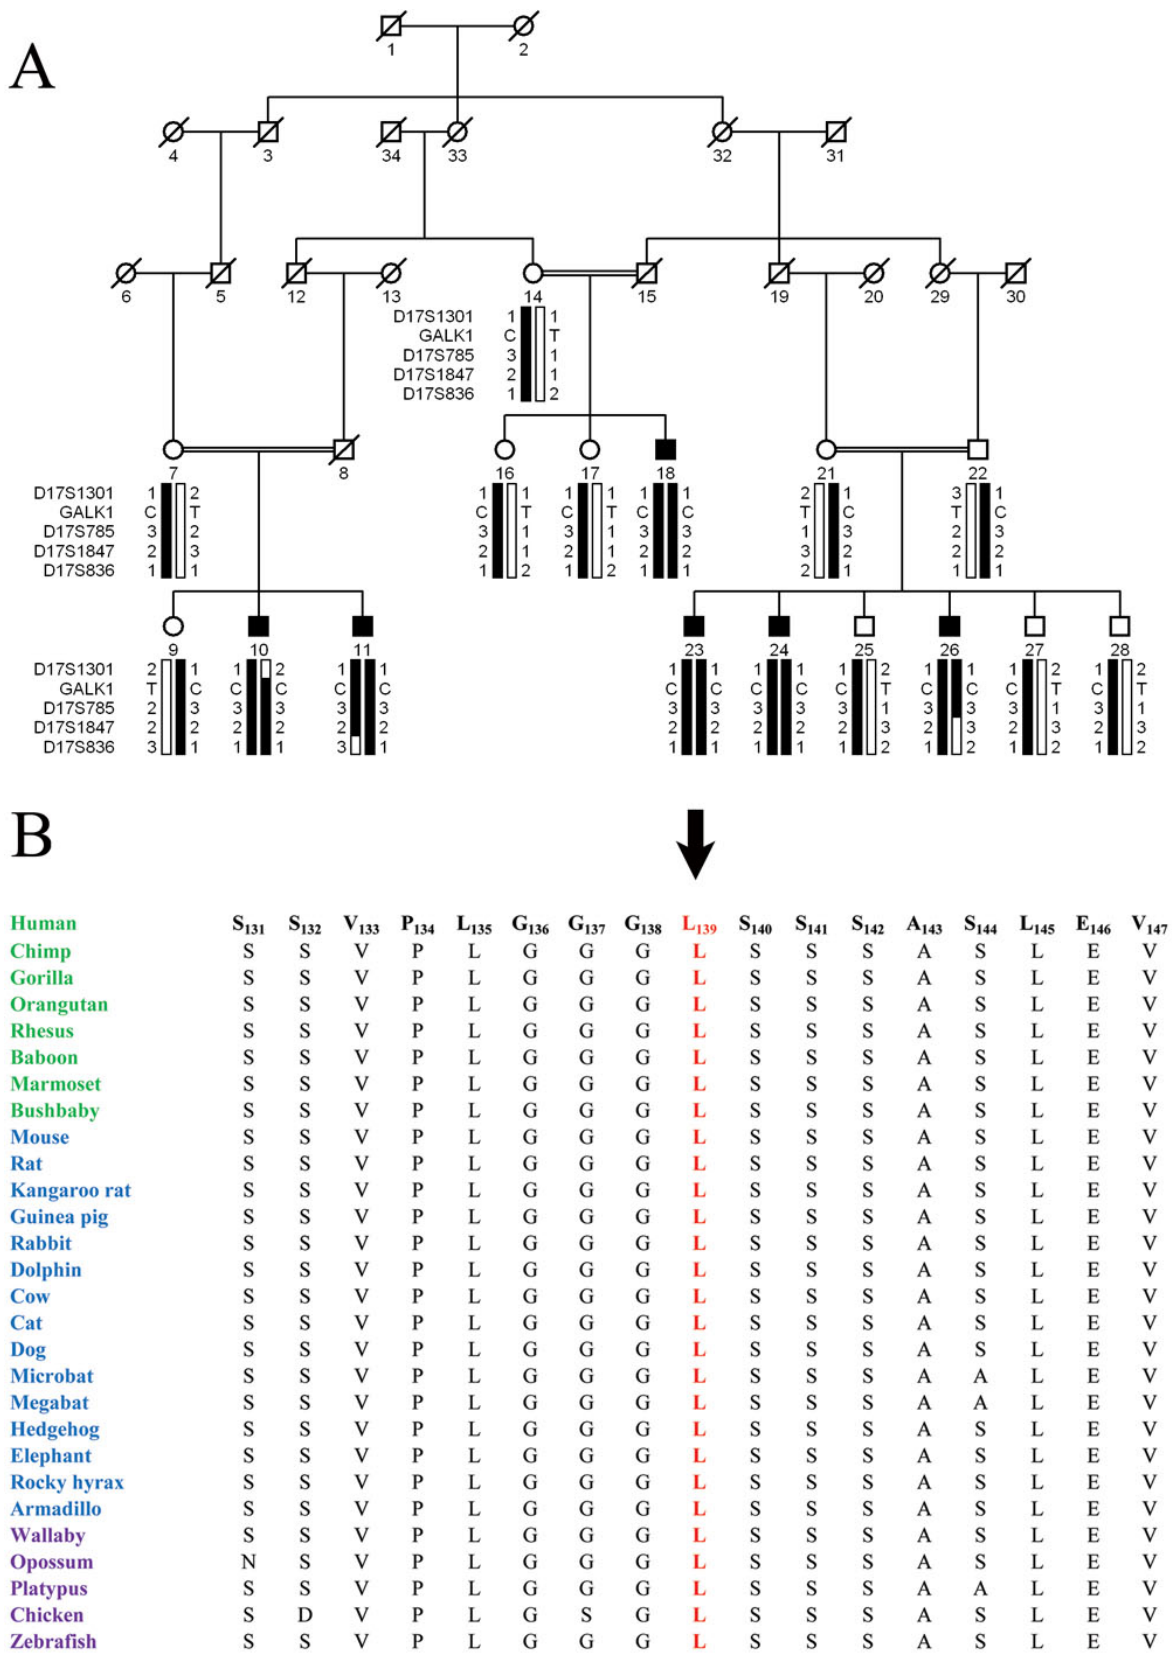 A
1 2
4 3 34 33 32 31
6 5 12 13 14 15 19 20 29 30
D17S1301 1 1
GALK1 C T
D17S785 3 1
D17S1847 2 1
D17S836 1 2
7 8 16 17 18 21 22
D17S1301 1 2 1 1 1 1 1 1 2 1 3 1
GALK1 C T C T C T C C T C T C
D17S785 3 2 3 1 3 1 3 3 1 3 1 3
D17S1847 2 3 2 1 2 1 2 2 3 2 2 2
D17S836 1 1 1 2 1 2 1 1 2 1 2 1
9 10 11 23 24 25 26 27 28
D17S1301 2 1 1 2 1 1 1 1 1 1 1 2 1 1 1 2 1 2
GALK1 T C C C C C C C C C C T C C C T C T
D17S785 2 3 3 3 3 3 3 3 3 3 3 1 3 3 3 1 3 1
D17S1847 2 2 2 2 2 2 2 2 2 2 2 3 2 2 2 3 2 3
D17S836 3 1 1 1 3 1 1 1 1 1 1 2 1 2 1 2 1 2
B
Human S131 S132 V133 P134 L135 G136 G137 G138 L139 S140 S141 S142 A143 S144 L145 E146 V147
Chimp S S V P L G G G L S S S A S L E V
Gorilla S S V P L G G G L S S S A S L E V
Orangutan S S V P L G G G L S S S A S L E V
Rhesus S S V P L G G G L S S S A S L E V
Baboon S S V P L G G G L S S S A S L E V
Marmoset S S V P L G G G L S S S A S L E V
Bushbaby S S V P L G G G L S S S A S L E V
Mouse S S V P L G G G L S S S A S L E V
Rat S S V P L G G G L S S S A S L E V
Kangaroo rat S S V P L G G G L S S S A S L E V
Guinea pig S S V P L G G G L S S S A S L E V
Rabbit S S V P L G G G L S S S A S L E V
Dolphin S S V P L G G G L S S S A S L E V
Cow S S V P L G G G L S S S A S L E V
Cat S S V P L G G G L S S S A S L E V
Dog S S V P L G G G L S S S A S L E V
Microbat S S V P L G G G L S S S A A L E V
Megabat S S V P L G G G L S S S A A L E V
Hedgehog S S V P L G G G L S S S A S L E V
Elephant S S V P L G G G L S S S A S L E V
Rocky hyrax S S V P L G G G L S S S A S L E V
Armadillo S S V P L G G G L S S S A S L E V
Wallaby S S V P L G G G L S S S A S L E V
Opossum N S V P L G G G L S S S A S L E V
Platypus S S V P L G G G L S S S A A L E V
Chicken S D V P L G S G L S S S A S L E V
Zebrafish S S V P L G G G L S S S A S L E V